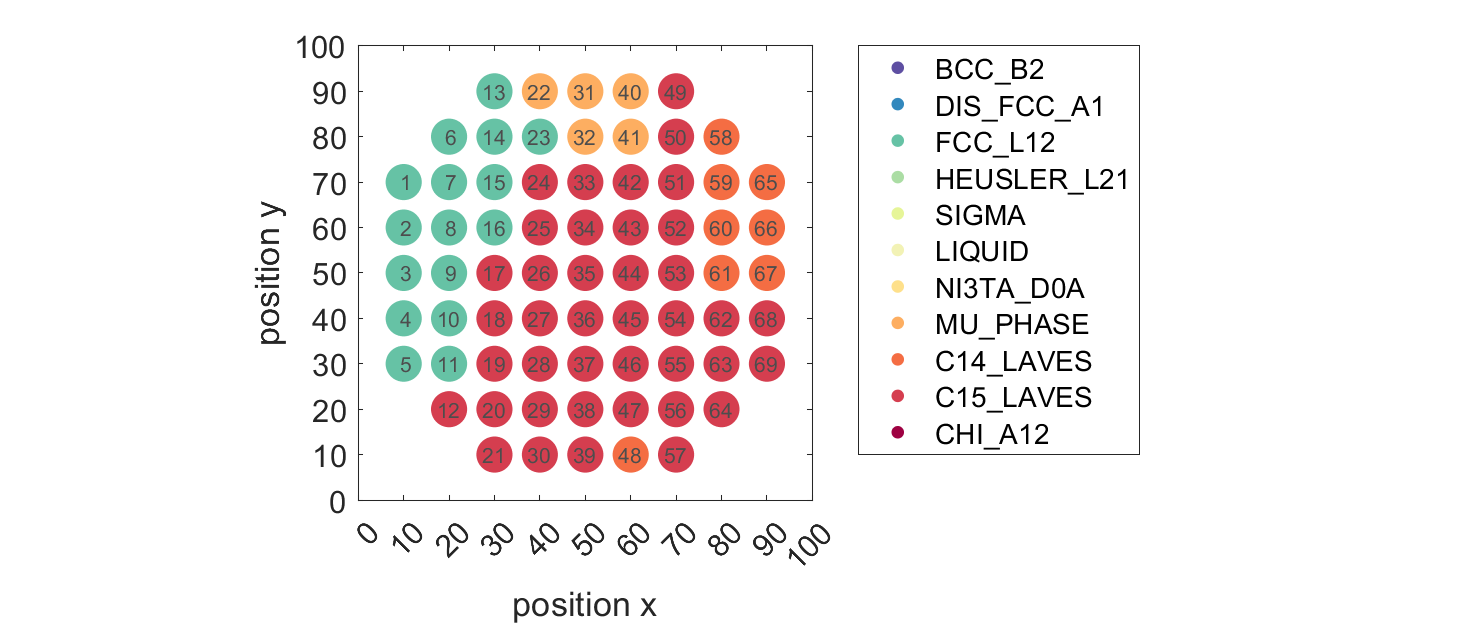 100
90
80
70
60
50
40
30
20
10
0
position y
13 22 31 40 49
6 14 23 32 41 50 58
1 7 15 24 33 42 51 59 65
2 8 16 25 34 43 52 60 66
3 9 17 26 35 44 53 61 67
4 10 18 27 36 45 54 62 68
5 11 19 28 37 46 55 63 69
12 20 29 38 47 56 64
21 30 39 48 57
0 10 20 30 40 50 60 70 80 90 100
position x
BCC_B2
DIS_FCC_A1
FCC_L12
HEUSLER_L21
SIGMA
LIQUID
NI3TA_D0A
MU_PHASE
C14_LAVES
C15_LAVES
CHI_A12